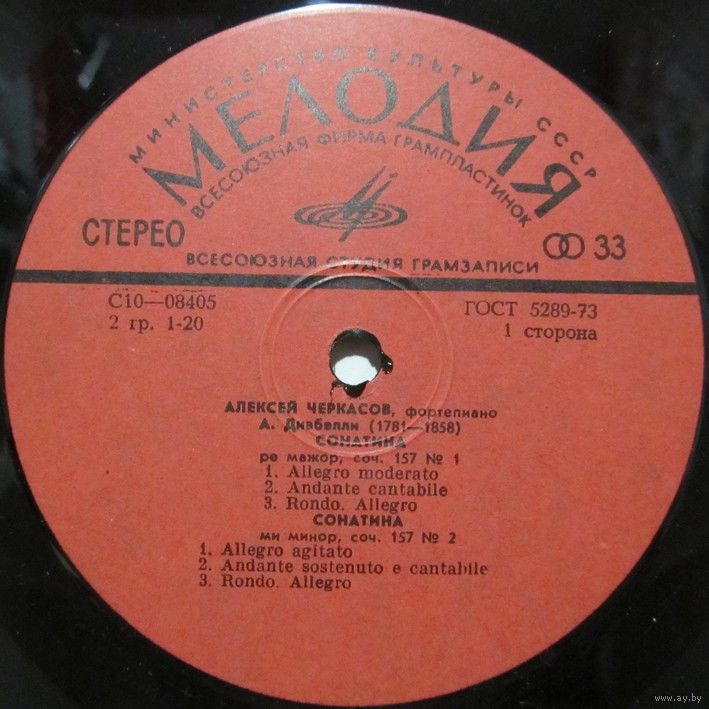 МИНИСТЕРСТВО КУЛЬТУРЫ СССР
МЕЛОДИЯ
ВСЕСОЮЗНАЯ ФИРМА ГРАМПЛАСТИНОК
СТЕРЕО
33
ВСЕСОЮЗНАЯ СТУДИЯ ГРАМЗАПИСИ
С10—08405
ГОСТ 5289-73
2 гр. 1-20
1 сторона
АЛЕКСЕЙ ЧЕРКАСОВ, фортепиано
А. Диабелли (1781—1858)
СОНАТИНА
ре мажор, соч. 157 № 1
1. Allegro moderato
2. Andante cantabile
3. Rondo. Allegro
СОНАТИНА
ми минор, соч. 157 № 2
1. Allegro agitato
2. Andante sostenuto e cantabile
3. Rondo. Allegro
www.ay.by